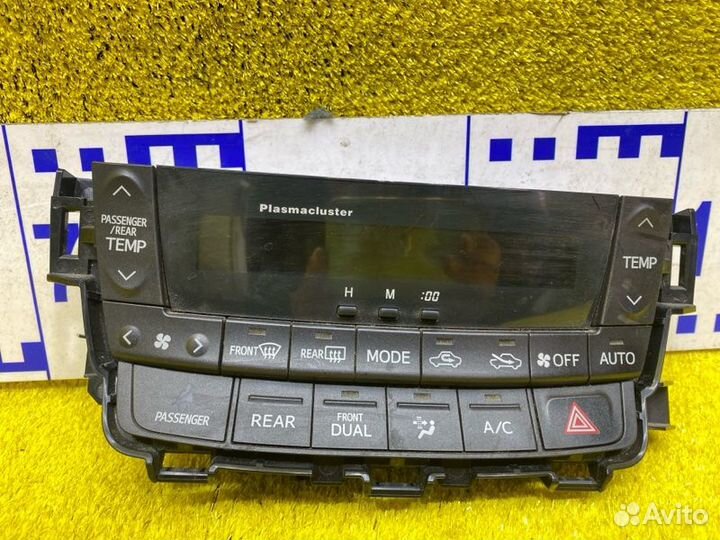 Plasmacluster
PASSENGER
/REAR
TEMP
TEMP
H M :00
FRONT REAR MODE OFF AUTO
PASSENGER REAR FRONT DUAL A/C
Avito